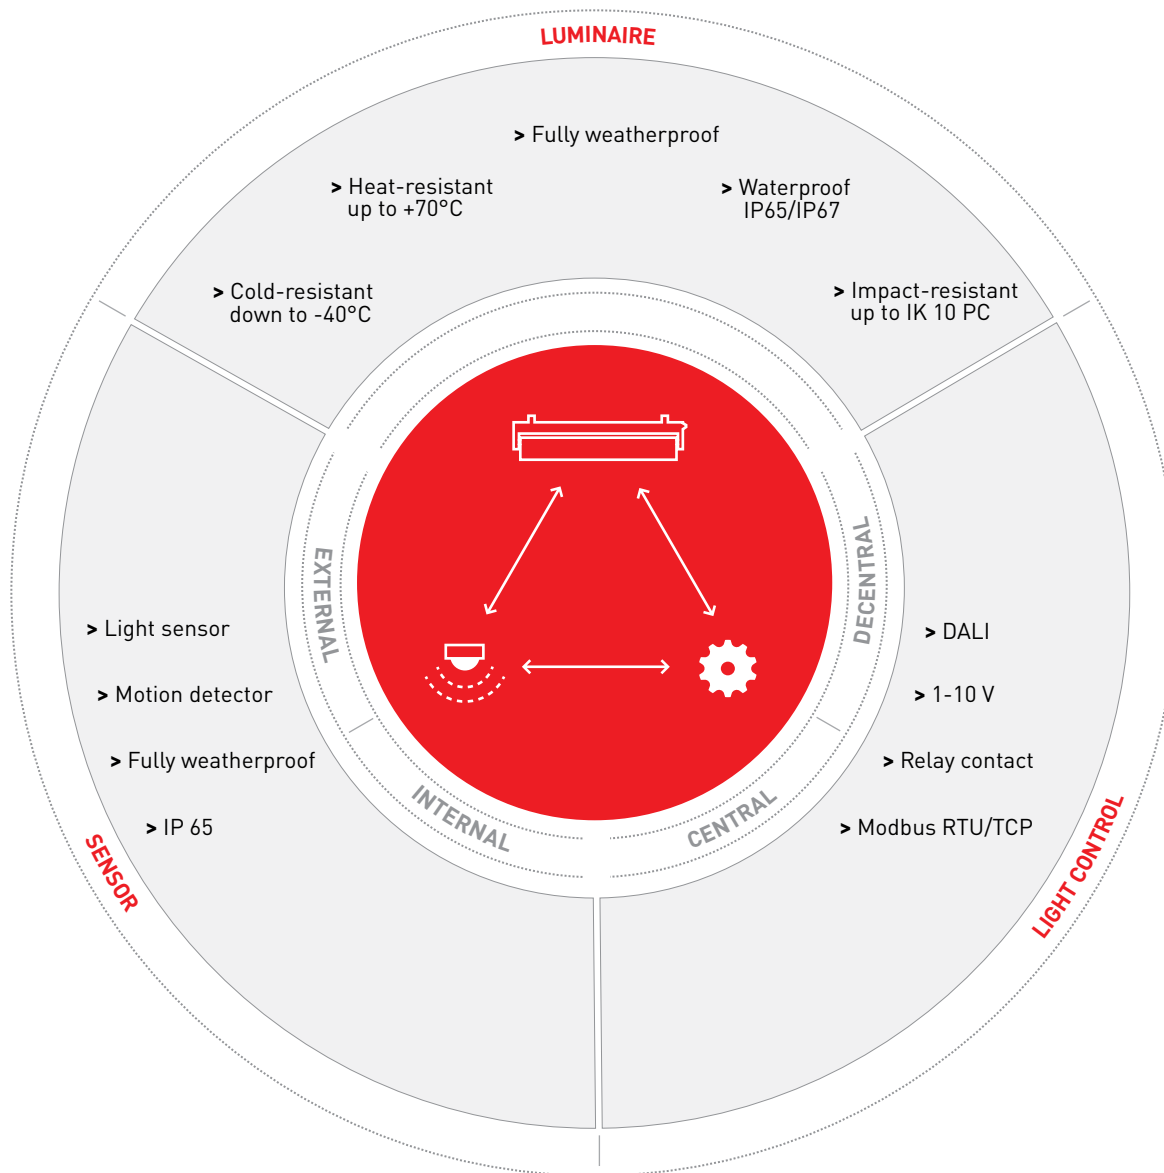 LUMINAIRE
> Fully weatherproof
> Heat-resistant
up to +70°C
> Waterproof
IP65/IP67
> Cold-resistant
down to -40°C
> Impact-resistant
up to IK 10 PC
EXTERNAL
DECENTRAL
INTERNAL
CENTRAL
> Light sensor
> Motion detector
> Fully weatherproof
> IP 65
SENSOR
> DALI
> 1-10 V
> Relay contact
> Modbus RTU/TCP
LIGHT CONTROL